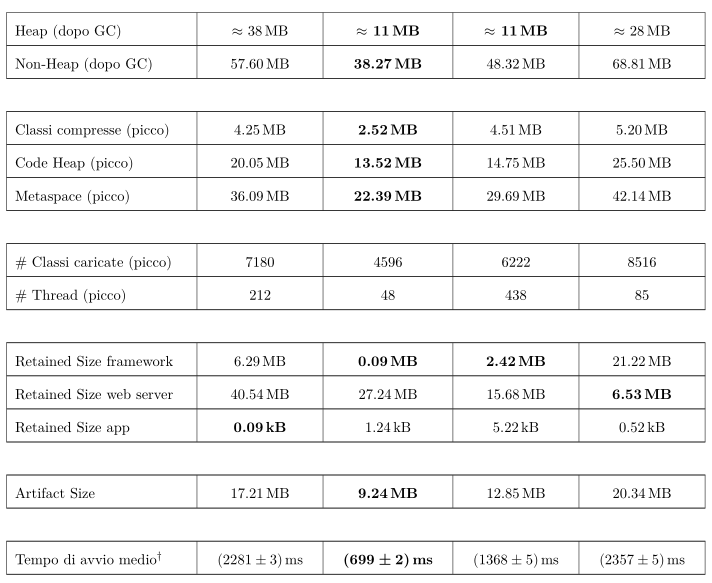 Heap (dopo GC) ≈ 38 MB ≈ 11 MB ≈ 11 MB ≈ 28 MB
Non-Heap (dopo GC) 57.60 MB 38.27 MB 48.32 MB 68.81 MB
Classi compresse (picco) 4.25 MB 2.52 MB 4.51 MB 5.20 MB
Code Heap (picco) 20.05 MB 13.52 MB 14.75 MB 25.50 MB
Metaspace (picco) 36.09 MB 22.39 MB 29.69 MB 42.14 MB
# Classi caricate (picco) 7180 4596 6222 8516
# Thread (picco) 212 48 438 85
Retained Size framework 6.29 MB 0.09 MB 2.42 MB 21.22 MB
Retained Size web server 40.54 MB 27.24 MB 15.68 MB 6.53 MB
Retained Size app 0.09 kB 1.24 kB 5.22 kB 0.52 kB
Artifact Size 17.21 MB 9.24 MB 12.85 MB 20.34 MB
Tempo di avvio medio† (2281 ± 3) ms (699 ± 2) ms (1368 ± 5) ms (2357 ± 5) ms